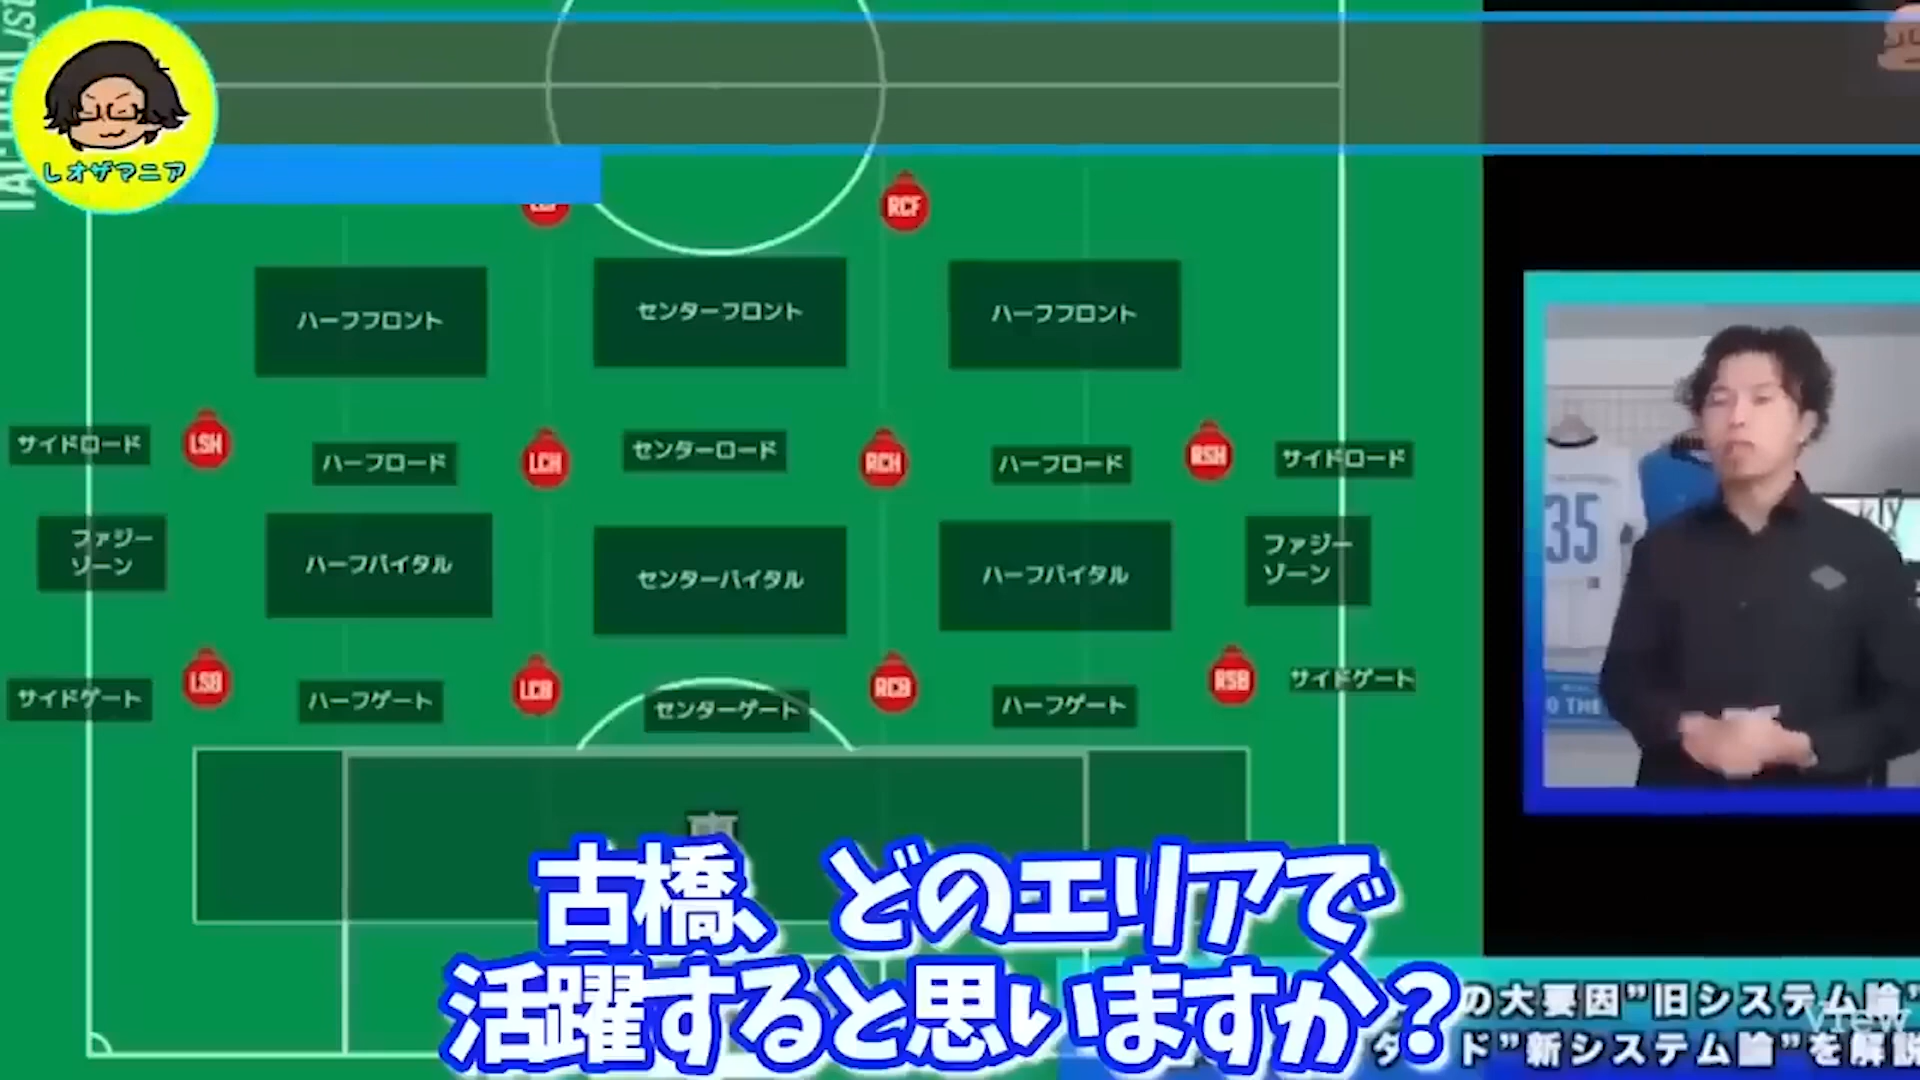 レオザマニア
RCF
ハーフフロント
センターフロント
ハーフフロント
サイドロード
LSH
ハーフロード
LCH
センターロード
RCH
ハーフロード
RSH
サイドロード
ファジー
ゾーン
ハーフバイタル
センターバイタル
ハーフバイタル
ファジー
ゾーン
35
サイドゲート
LSB
ハーフゲート
LCB
センターゲート
RCB
ハーフゲート
RSB
サイドゲート
O THE
古橋、どのエリアで
活躍すると思いますか？
の大要因”旧システム論”
ド”新システム論”を解説
view